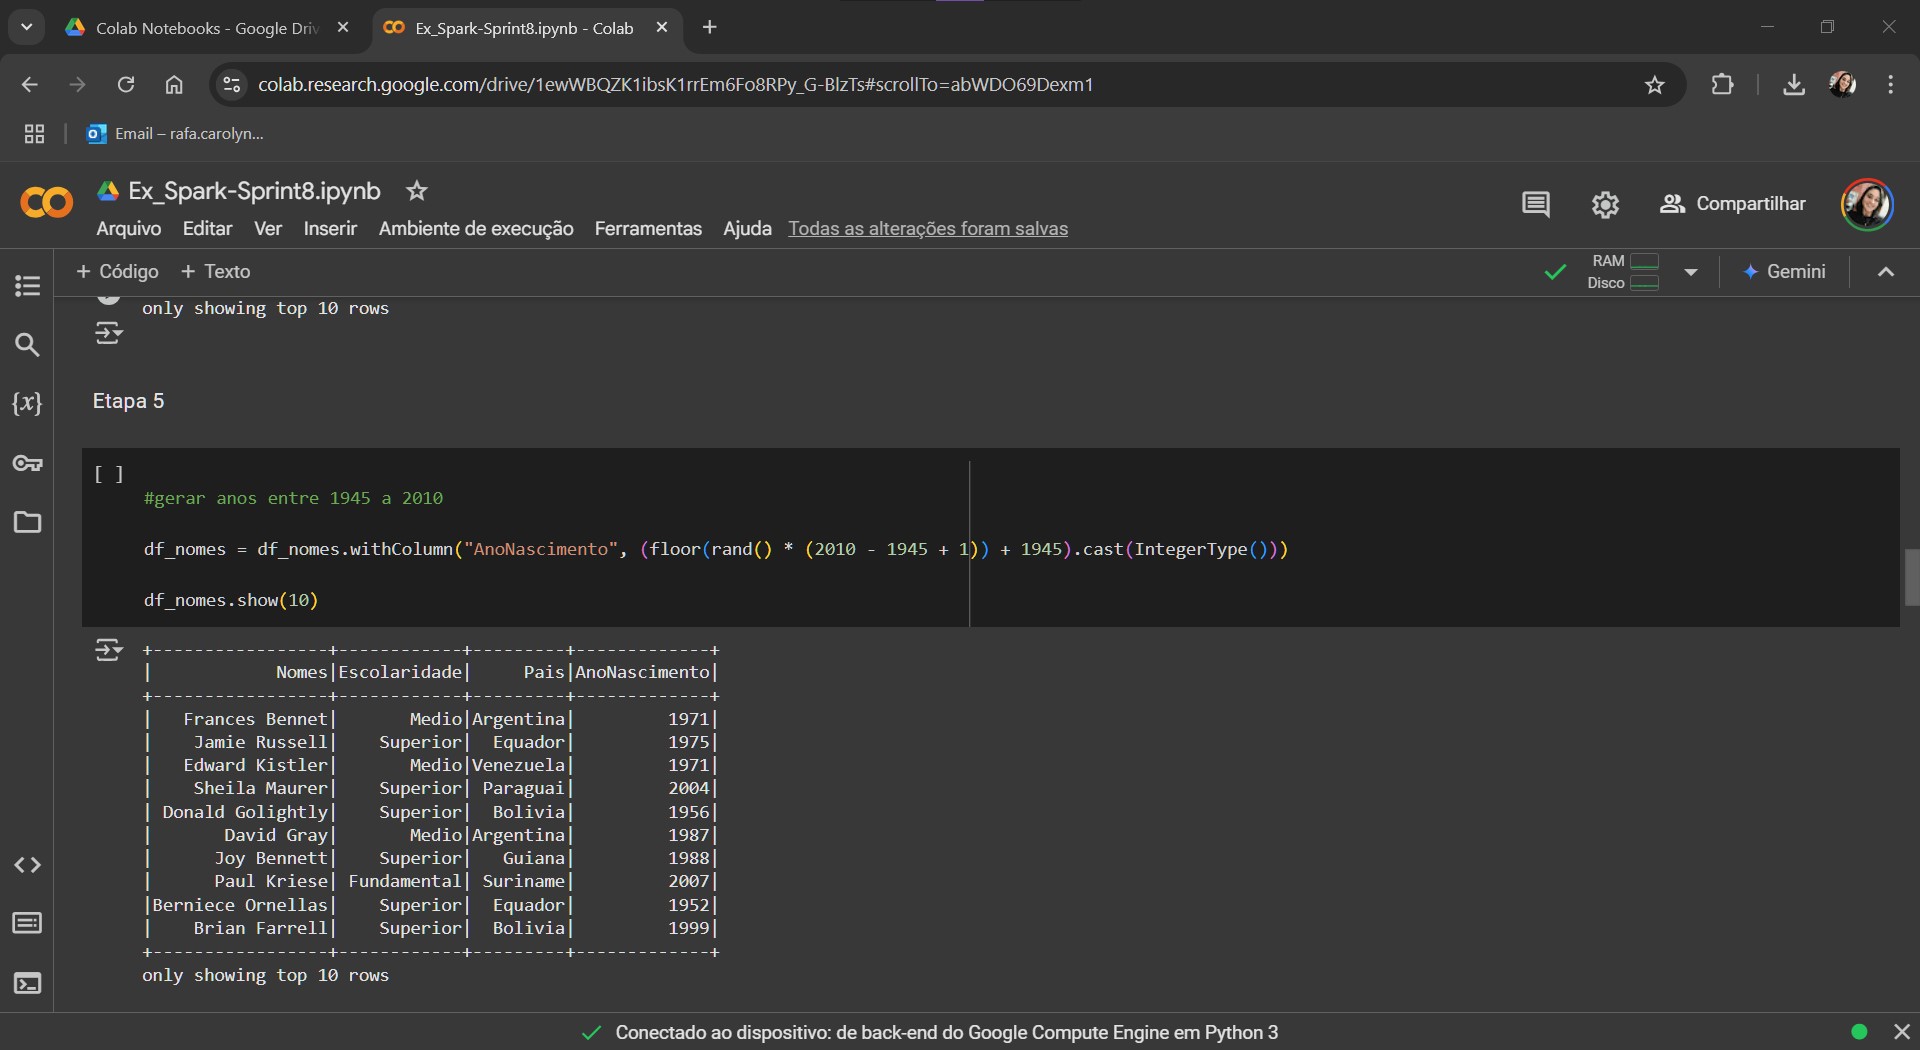 Colab Notebooks - Google Driv
Ex_Spark-Sprint8.ipynb - Colab
colab.research.google.com/drive/1ewWBQZK1ibsK1rrEm6Fo8RPy_G-BlzTs#scrollTo=abWDO69Dexm1
Email – rafa.carolyn...
Ex_Spark-Sprint8.ipynb
Arquivo Editar Ver Inserir Ambiente de execução Ferramentas Ajuda Todas as alterações foram salvas
Compartilhar
+ Código + Texto
RAM
Disco
Gemini
only showing top 10 rows
Etapa 5
[ ]
#gerar anos entre 1945 a 2010
df_nomes = df_nomes.withColumn("AnoNascimento", (floor(rand() * (2010 - 1945 + 1)) + 1945).cast(IntegerType()))
df_nomes.show(10)
+-----------------+------------+---------+-------------+
|            Nomes|Escolaridade|     Pais|AnoNascimento|
+-----------------+------------+---------+-------------+
|   Frances Bennet|       Medio|Argentina|         1971|
|    Jamie Russell|    Superior|  Equador|         1975|
|   Edward Kistler|       Medio|Venezuela|         1971|
|    Sheila Maurer|    Superior| Paraguai|         2004|
| Donald Golightly|    Superior|  Bolivia|         1956|
|       David Gray|       Medio|Argentina|         1987|
|      Joy Bennett|    Superior|   Guiana|         1988|
|      Paul Kriese| Fundamental| Suriname|         2007|
|Berniece Ornellas|    Superior|  Equador|         1952|
|    Brian Farrell|    Superior|  Bolivia|         1999|
+-----------------+------------+---------+-------------+
only showing top 10 rows
Conectado ao dispositivo: de back-end do Google Compute Engine em Python 3